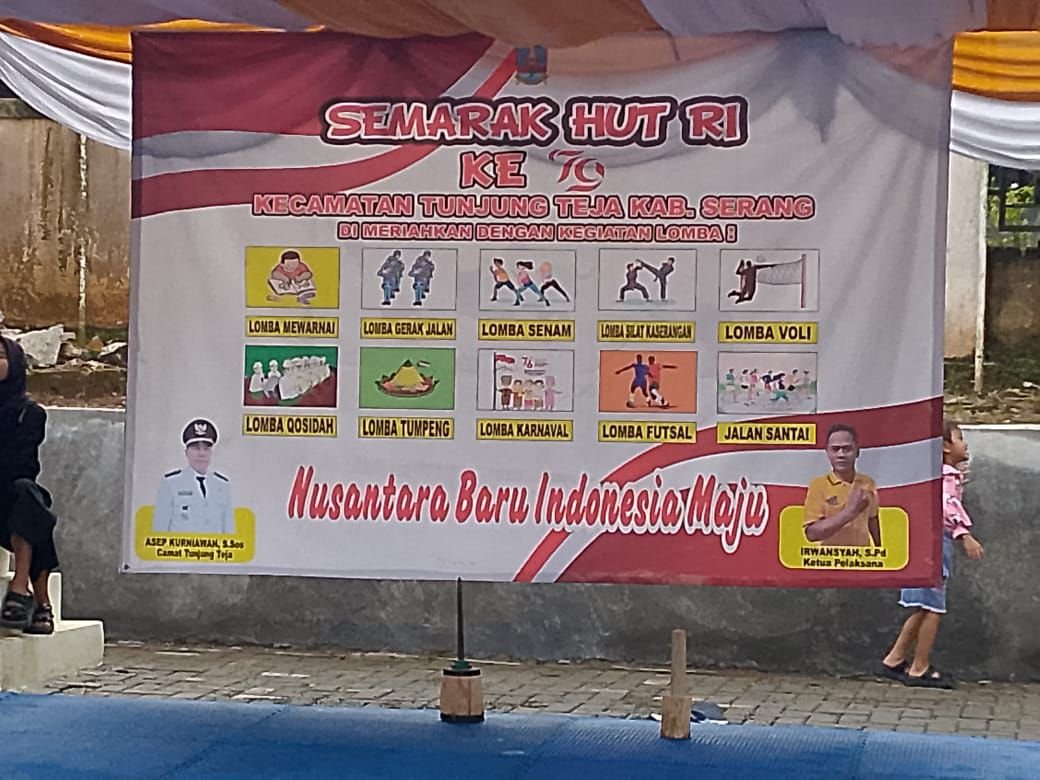 SEMARAK HUT RI
KE 79
KECAMATAN TUNJUNG TEJA KAB. SERANG
DI MERIAHKAN DENGAN KEGIATAN LOMBA :
LOMBA MEWARNAI
LOMBA GERAK JALAN
LOMBA SENAM
LOMBA SILAT KASERANGAN
LOMBA VOLI
76
LOMBA QOSIDAH
LOMBA TUMPENG
LOMBA KARNAVAL
LOMBA FUTSAL
JALAN SANTAI
Nusantara Baru Indonesia Maju
ASEP KURNIAWAN, S.Sos
Camat Tunjung Teja
IRWANSYAH, S.Pd
Ketua Pelaksana